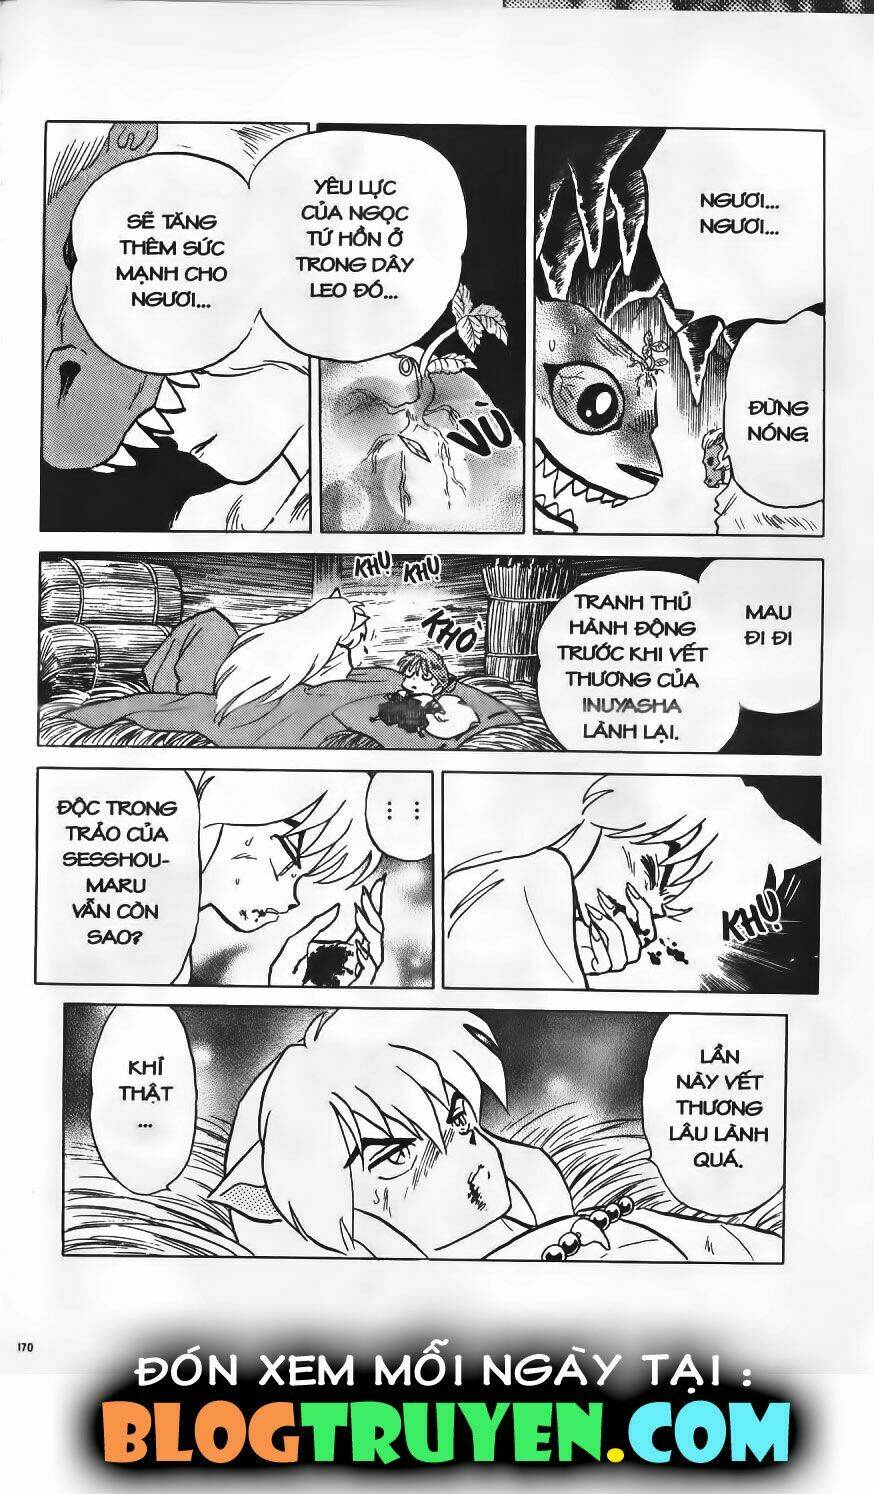 NGƯƠI...
NGƯƠI...
ĐỪNG
NÓNG.
YÊU LỰC
CỦA NGỌC
TỨ HỒN Ở
TRONG DÂY
LEO ĐÓ...
VÙ
SẼ TĂNG
THÊM SỨC
MẠNH CHO
NGƯƠI...
MAU
ĐI ĐI
TRANH THỦ
HÀNH ĐỘNG
TRƯỚC KHI VẾT
THƯƠNG CỦA
INUYASHA
LÀNH LẠI.
KHỤ KHỤ
KHÒ
KHỤ
: :
ĐỘC TRONG
TRẢO CỦA
SESSHOU-
MARU
VẪN CÒN
SAO?
LẦN
NÀY VẾT
THƯƠNG
LÂU LÀNH
QUÁ.
KHỈ
THẬT
...
170
ĐÓN XEM MỖI NGÀY TẠI :
BLOGTRUYEN.COM